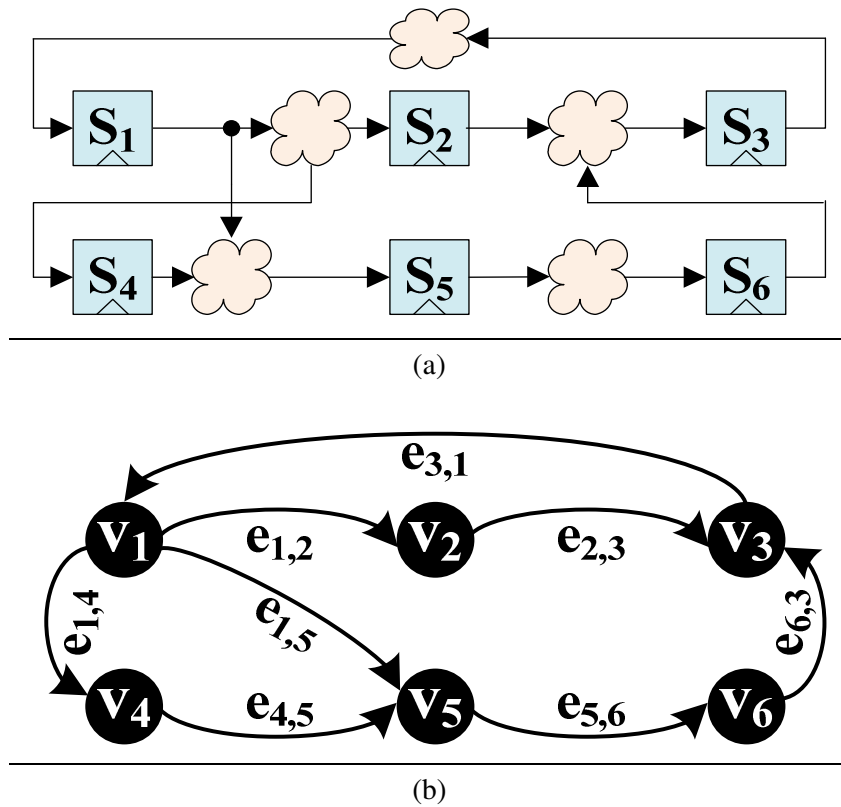 S1 S2 S3
S4 S5 S6
(a)
e3,1
v1 e1,2 v2 e2,3 v3
e1,4 e1,5 e6,3
v4 e4,5 v5 e5,6 v6
(b)